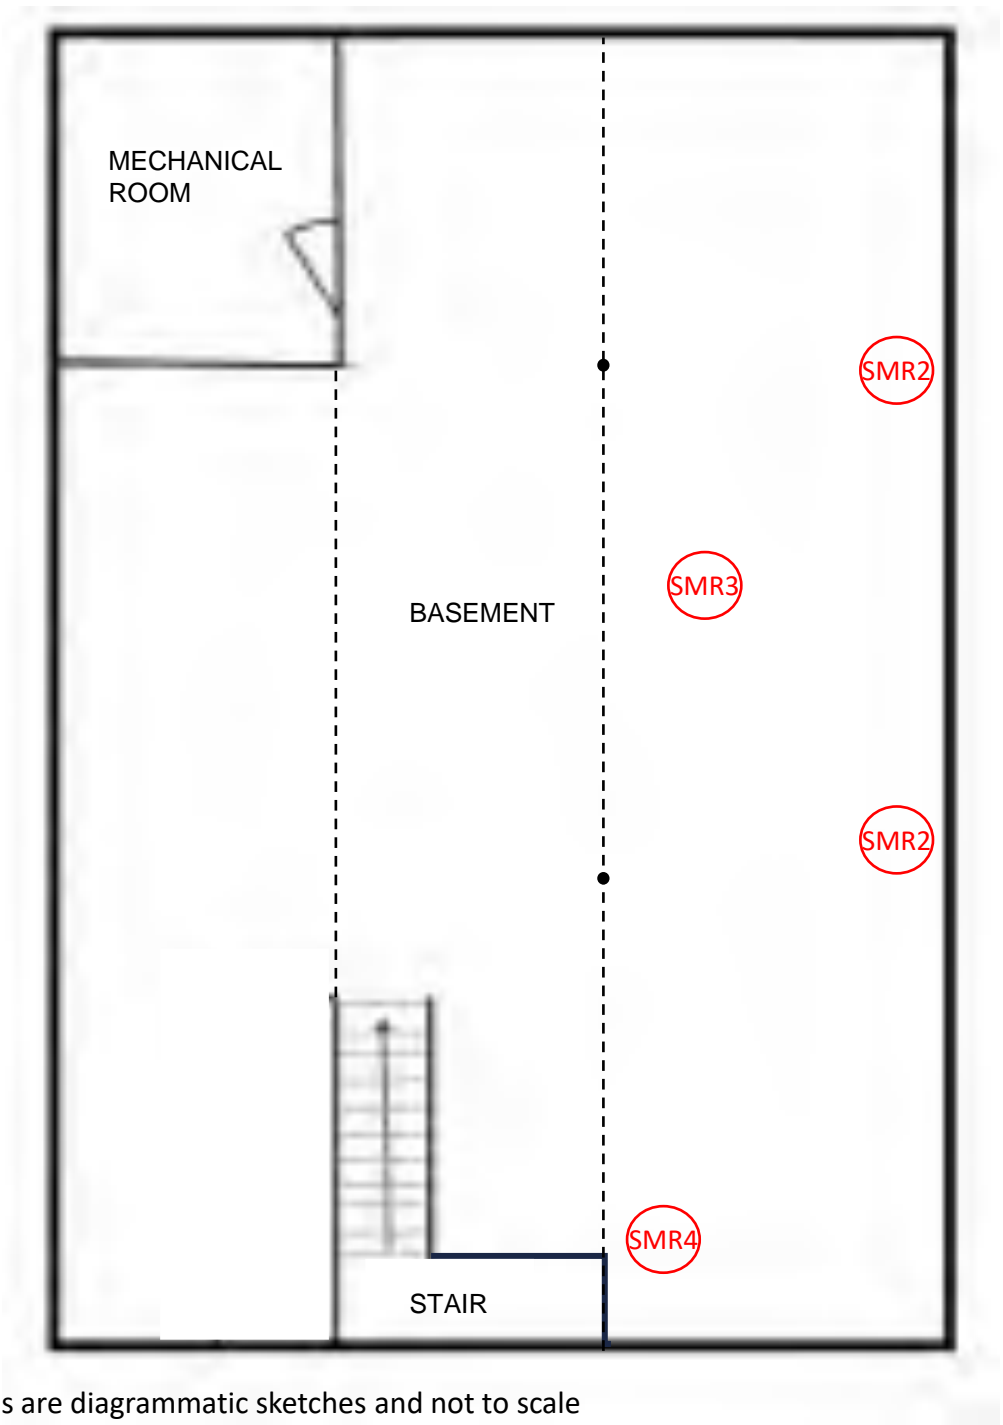 MECHANICAL
ROOM
SMR2
SMR3
BASEMENT
SMR2
SMR4
STAIR
s are diagrammatic sketches and not to scale